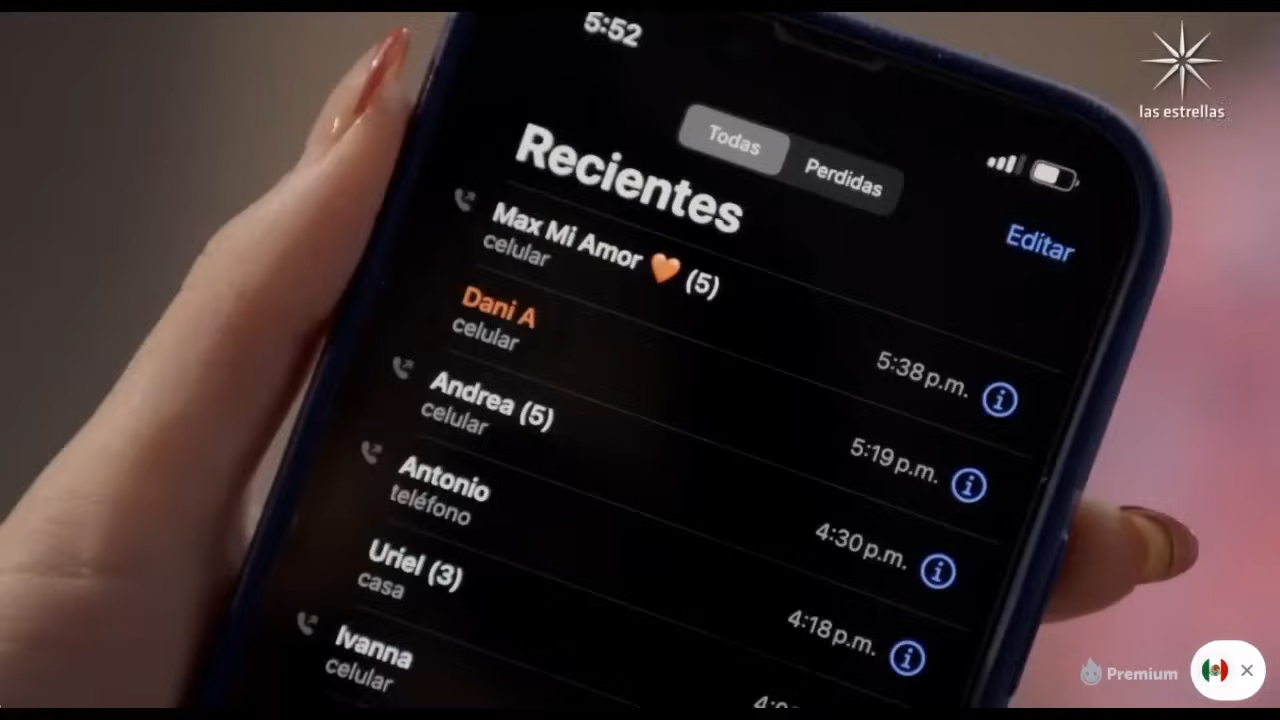 5:52
las estrellas
Todas
Perdidas
Recientes
Editar
Max Mi Amor 🧡 (5)
celular
5:38 p.m.
Dani A
celular
5:19 p.m.
Andrea (5)
celular
4:30 p.m.
Antonio
teléfono
4:18 p.m.
Uriel (3)
casa
Ivanna
celular
Premium